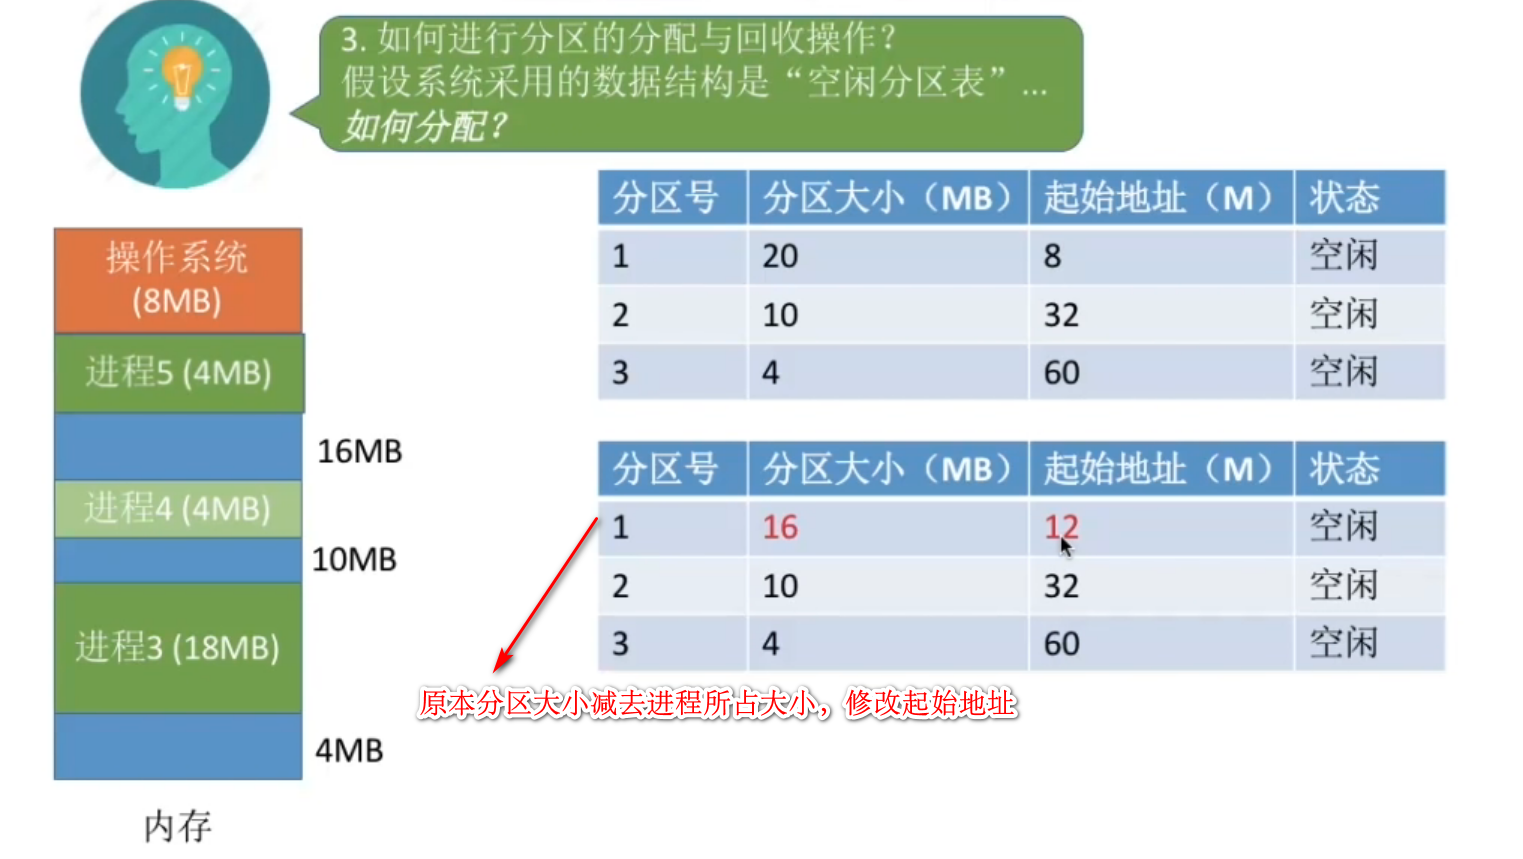 3. 如何进行分区的分配与回收操作？
假设系统采用的数据结构是“空闲分区表”...
如何分配？
操作系统
(8MB)
进程5 (4MB)
16MB
进程4 (4MB)
10MB
进程3 (18MB)
4MB
内存
分区号 分区大小（MB） 起始地址（M） 状态
1 20 8 空闲
2 10 32 空闲
3 4 60 空闲
分区号 分区大小（MB） 起始地址（M） 状态
1 16 12 空闲
2 10 32 空闲
3 4 60 空闲
原本分区大小减去进程所占大小，修改起始地址